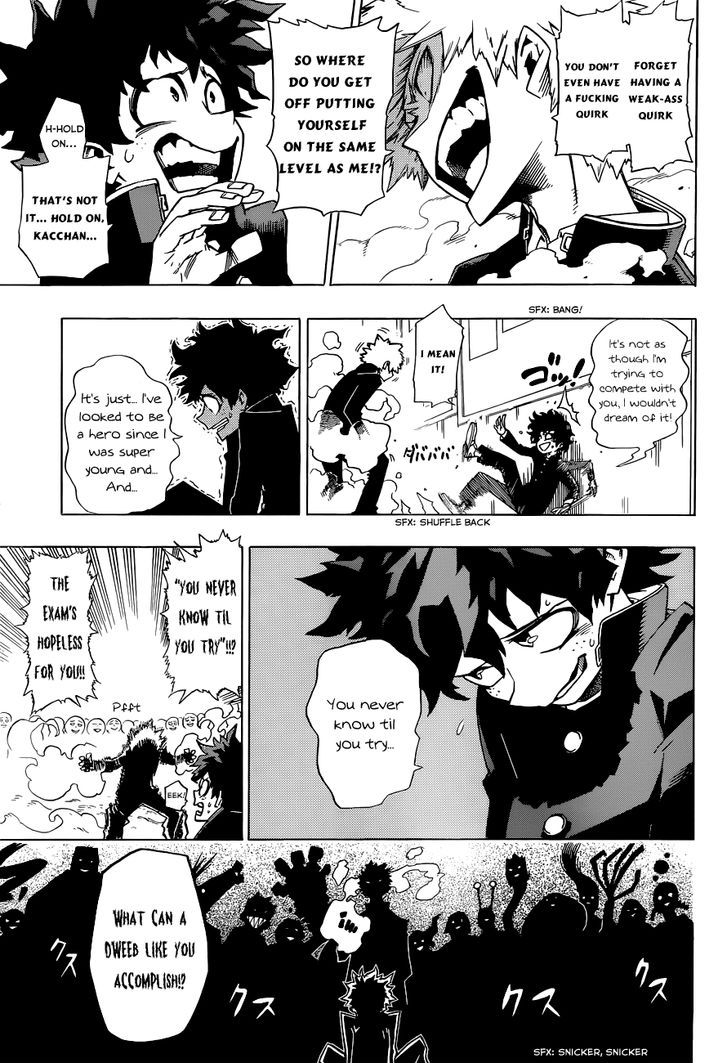 FORGET
HAVING A
WEAK-ASS
QUIRK
YOU DON'T
EVEN HAVE
A FUCKING
QUIRK
SO WHERE
DO YOU GET
OFF PUTTING
YOURSELF
ON THE SAME
LEVEL AS ME!?
H-HOLD
ON...
THAT'S NOT
IT... HOLD ON,
KACCHAN...
SFX: BANG!
It's not as
though I'm
trying to
compete with
you, I wouldn't
dream of it!
ゴッ!
I MEAN
IT!
ダバババ
SFX: SHUFFLE BACK
It's just... I've
looked to be
a hero since I
was super
young and...
And...
You never
know til
you try...
"YOU NEVER
KNOW TIL
YOU TRY"!!?
THE
EXAM'S
HOPELESS
FOR YOU!!
Pfft
EEK!
WHAT CAN A
DWEEB LIKE YOU
ACCOMPLISH!?
クス
クス
クス
クス
SFX: SNICKER, SNICKER